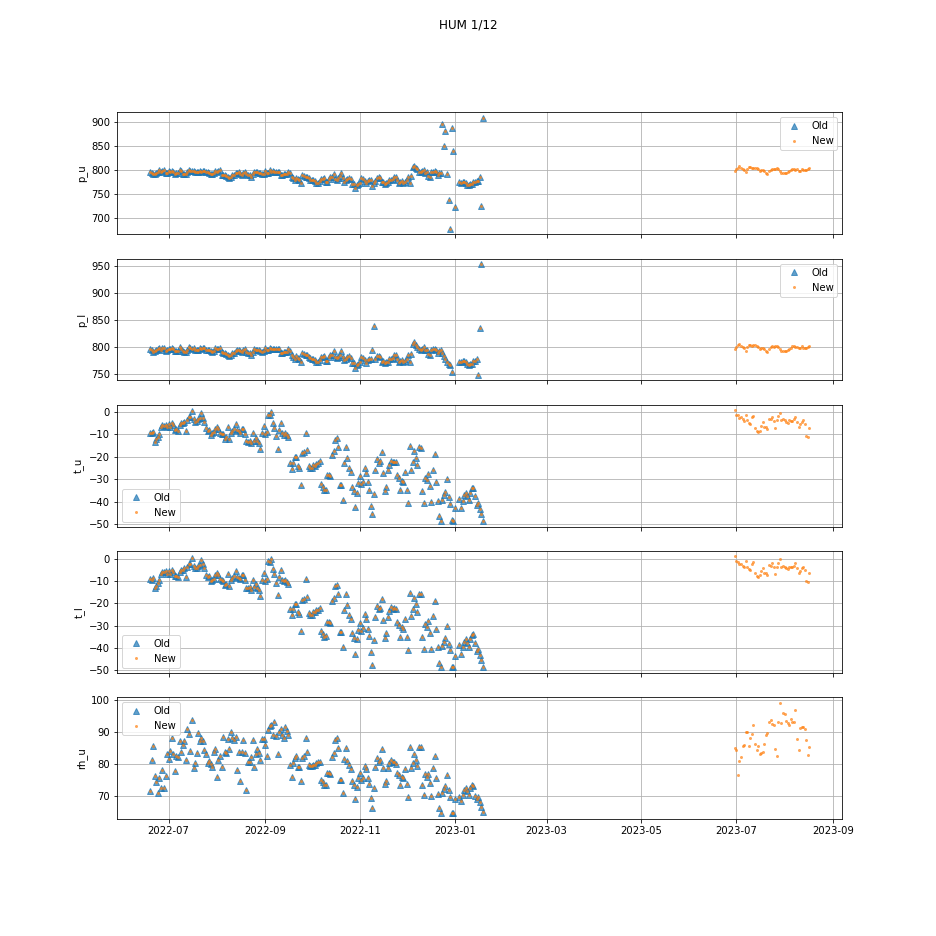 HUM 1/12
900
850
800
750
700
p_u
Old
New
950
900
850
800
750
p_l
Old
New
0
−10
−20
−30
−40
−50
t_u
Old
New
0
−10
−20
−30
−40
−50
t_l
Old
New
100
90
80
70
rh_u
Old
New
2022-07
2022-09
2022-11
2023-01
2023-03
2023-05
2023-07
2023-09